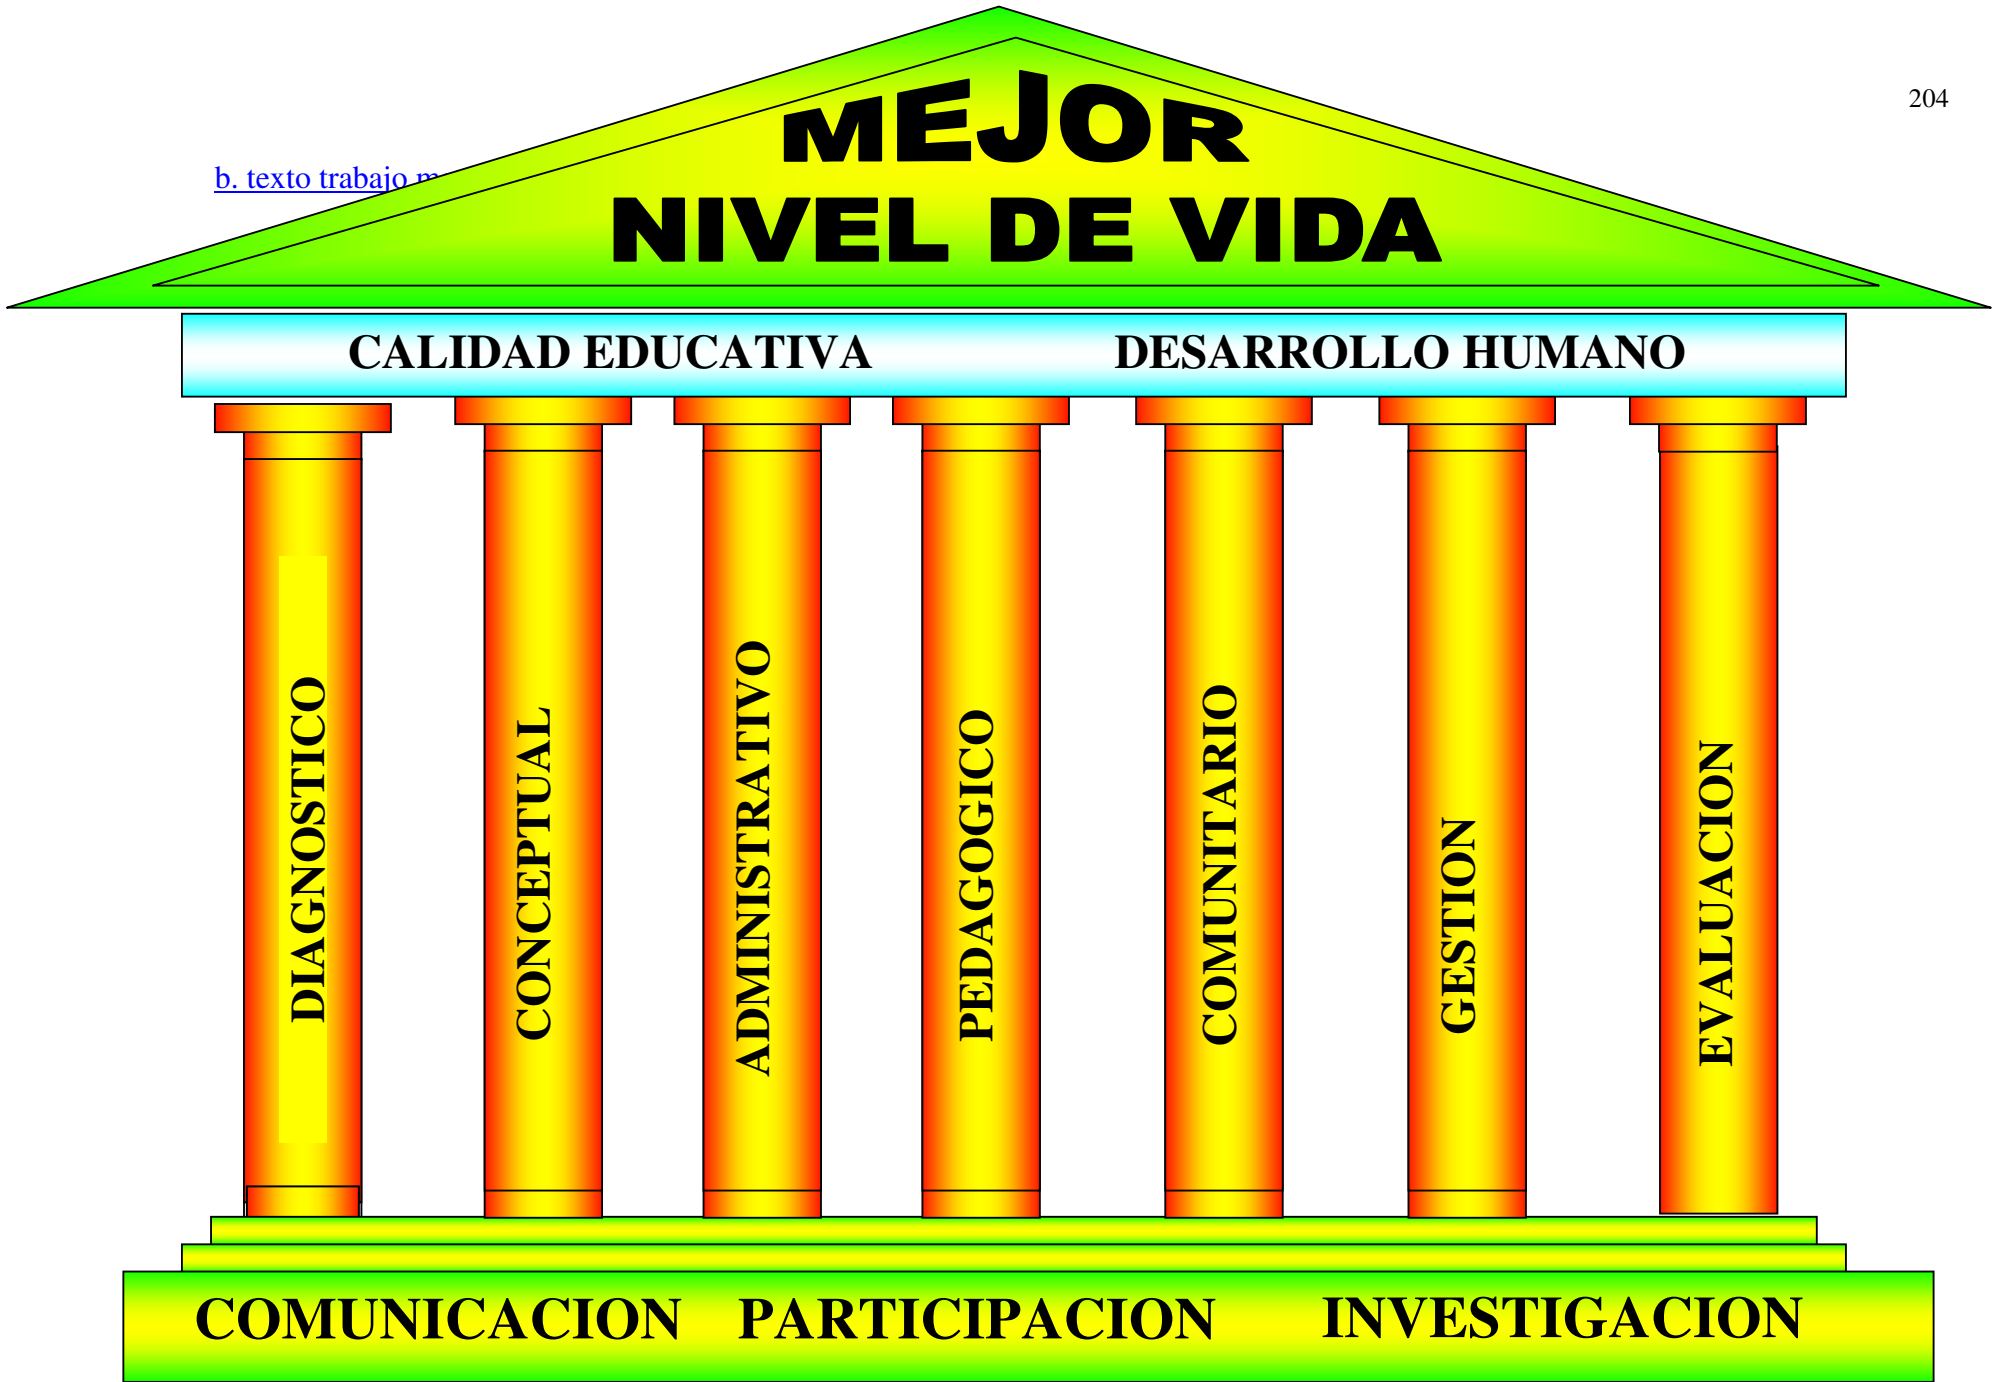 204
b. texto trabajo
MEJOR
NIVEL DE VIDA
CALIDAD EDUCATIVA DESARROLLO HUMANO
DIAGNOSTICO
CONCEPTUAL
ADMINISTRATIVO
PEDAGOGICO
COMUNITARIO
GESTION
EVALUACION
COMUNICACION PARTICIPACION INVESTIGACION